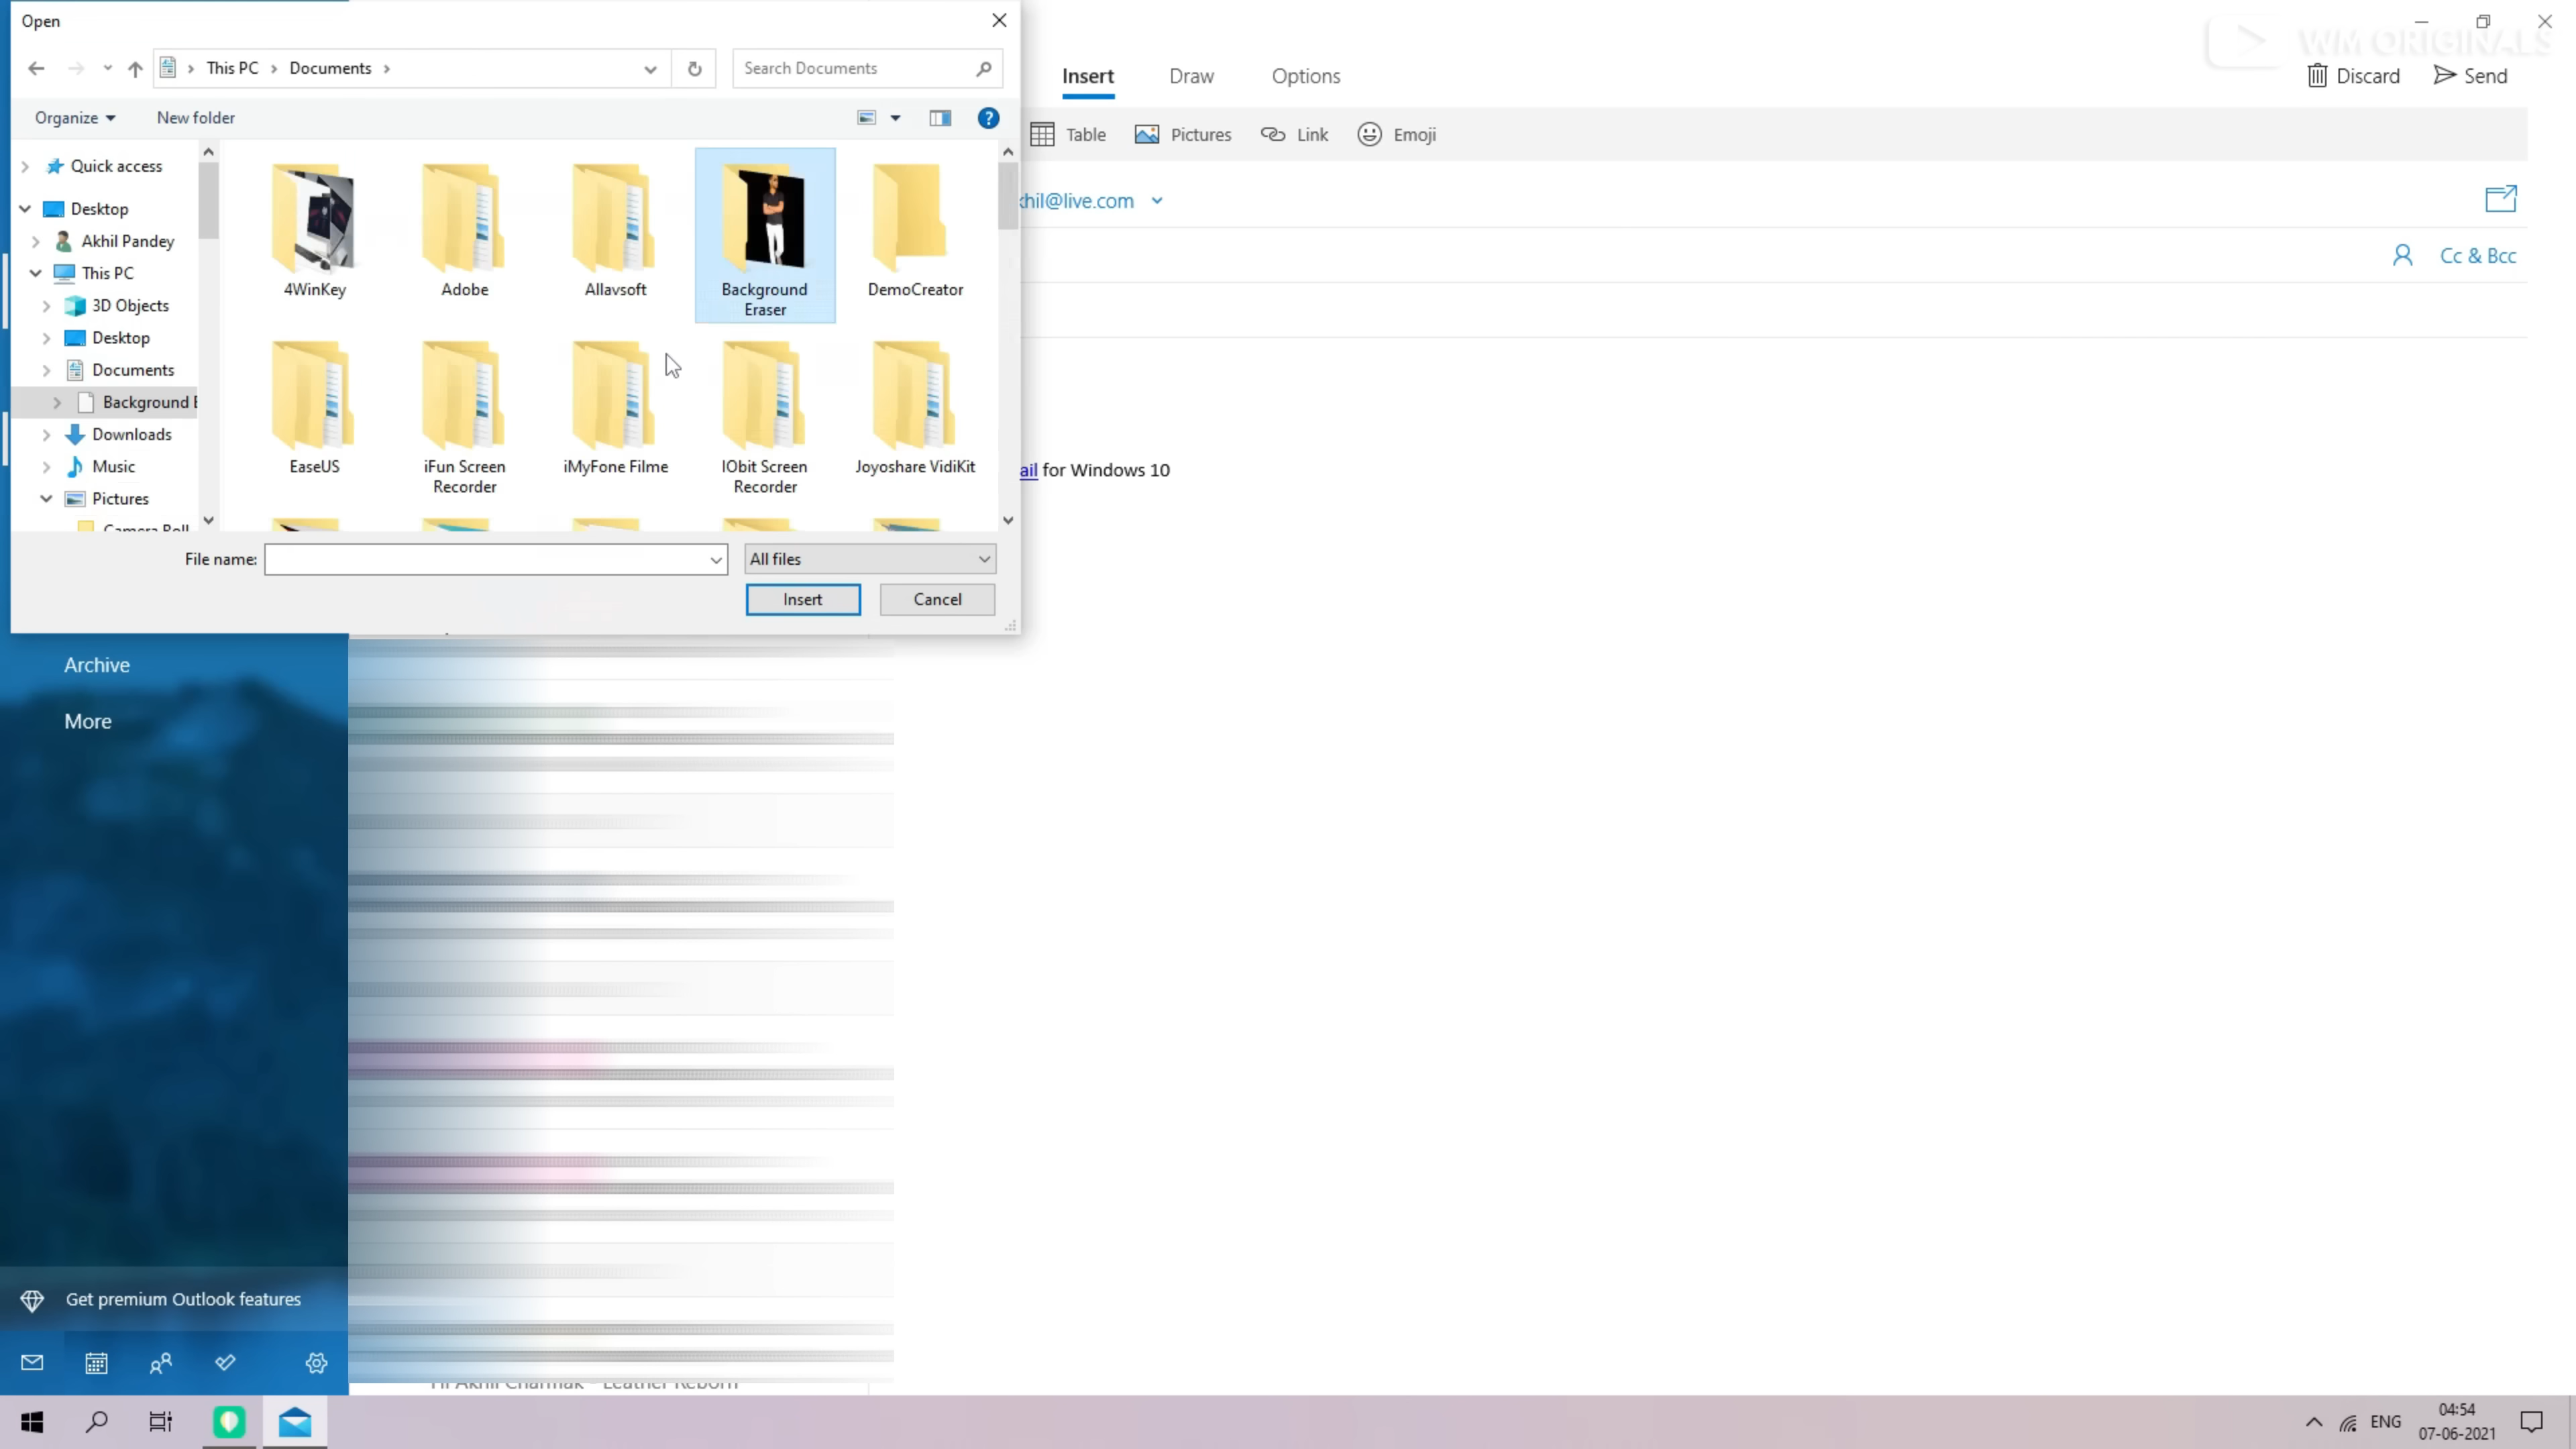 Open
WM ORIGINALS
This PC
Documents
Search Documents
Insert
Draw
Options
Discard
Send
Organize
New folder
Table
Pictures
Link
Emoji
Quick access
Desktop
Akhil Pandey
This PC
3D Objects
Desktop
Documents
Background E
Downloads
Music
Pictures
Camera Roll
4WinKey
Adobe
Allavsoft
Background
Eraser
DemoCreator
EaseUS
iFun Screen
Recorder
iMyFone Filme
IObit Screen
Recorder
Joyoshare VidiKit
File name:
All files
Insert
Cancel
khil@live.com
Cc & Bcc
ail for Windows 10
Archive
More
Get premium Outlook features
ENG
04:54
07-06-2021